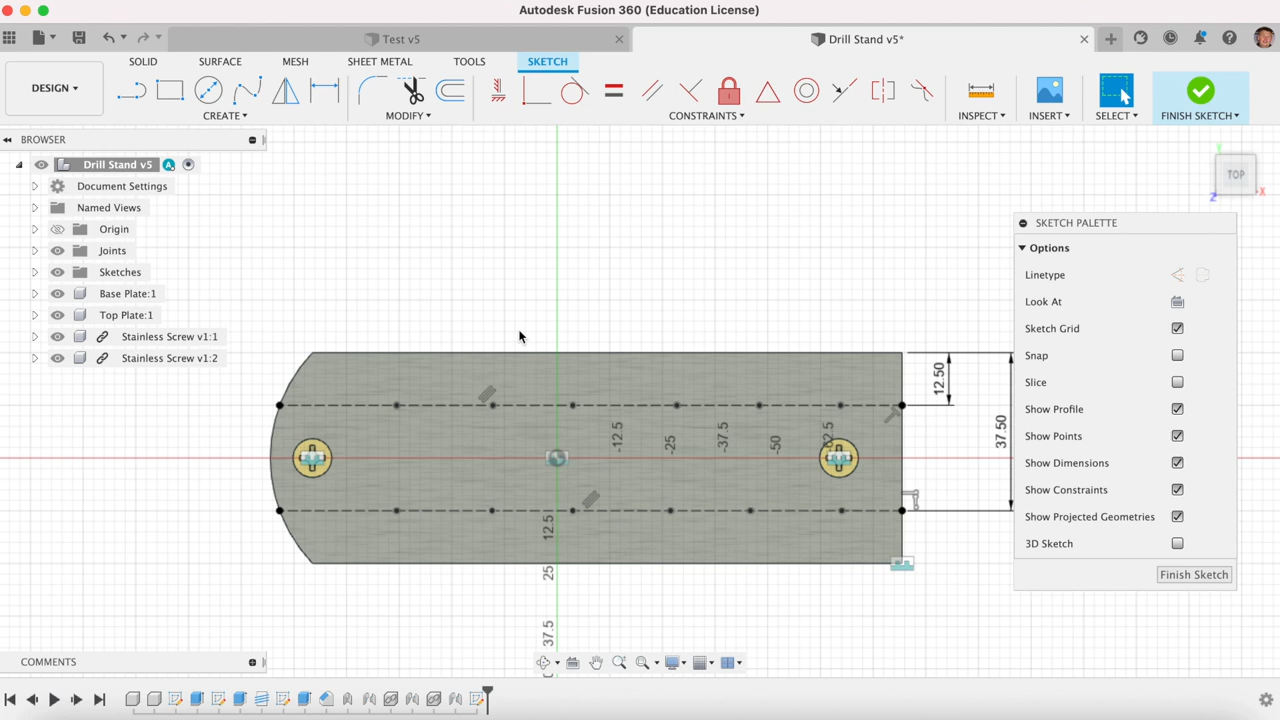 Autodesk Fusion 360 (Education License)
Test v5
Drill Stand v5*
DESIGN
SOLID SURFACE MESH SHEET METAL TOOLS SKETCH
CREATE MODIFY CONSTRAINTS INSPECT INSERT SELECT FINISH SKETCH
BROWSER
Drill Stand v5
A
Document Settings
Named Views
Origin
Joints
Sketches
Base Plate:1
Top Plate:1
Stainless Screw v1:1
Stainless Screw v1:2
TOP
Y
X
Z
SKETCH PALETTE
Options
Linetype
Look At
Sketch Grid
Snap
Slice
Show Profile
Show Points
Show Dimensions
Show Constraints
Show Projected Geometries
3D Sketch
Finish Sketch
12.50
37.50
-12.5
-25
-37.5
-50
12.5
25
37.5
COMMENTS